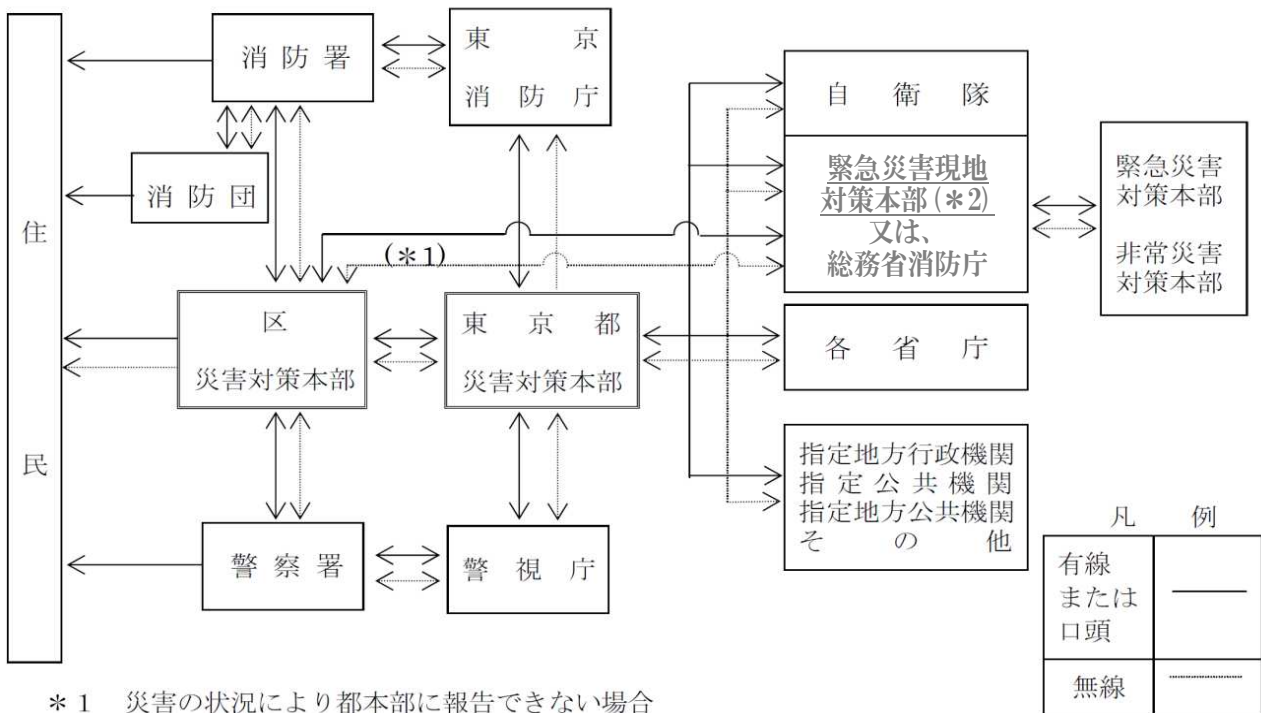 消防署
東京
消防庁
消防団
住民
自衛隊
緊急災害現地
対策本部(*2)
又は、
総務省消防庁
緊急災害
対策本部
非常災害
対策本部
(*1)
区
災害対策本部
東京都
災害対策本部
各省庁
指定地方行政機関
指定公共機関
指定地方公共機関
その他
警察署
警視庁
凡例
有線
または
口頭
無線
*1 災害の状況により都本部に報告できない場合